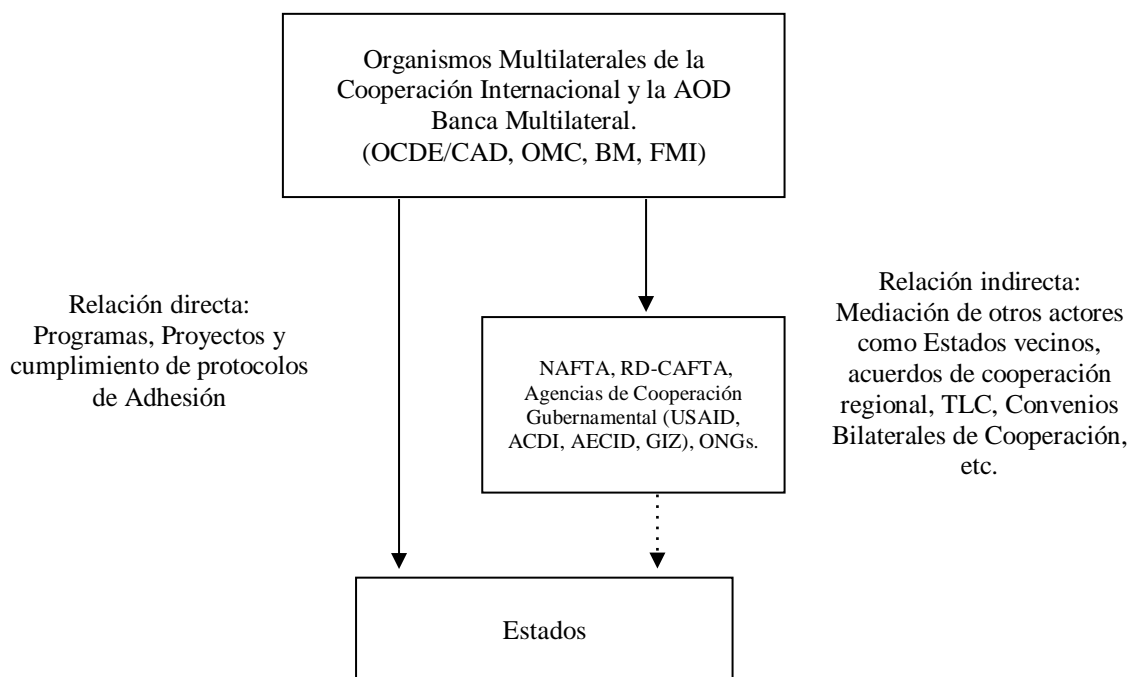 Organismos Multilaterales de la
Cooperación Internacional y la AOD
Banca Multilateral.
(OCDE/CAD, OMC, BM, FMI)
Relación directa:
Programas, Proyectos y
cumplimiento de protocolos
de Adhesión
NAFTA, RD-CAFTA,
Agencias de Cooperación
Gubernamental (USAID,
ACDI, AECID, GIZ), ONGs.
Relación indirecta:
Mediación de otros actores
como Estados vecinos,
acuerdos de cooperación
regional, TLC, Convenios
Bilaterales de Cooperación,
etc.
Estados